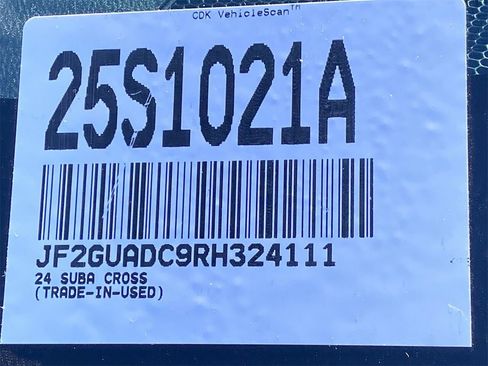 CDK VehicleScan™
25S1021A
JF2GUADC9RH324111
24 SUBA CROSS
(TRADE-IN-USED)